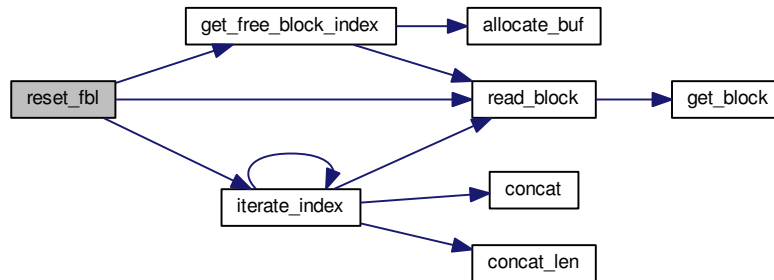 get_free_block_index
allocate_buf
reset_fbl
read_block
get_block
iterate_index
concat
concat_len